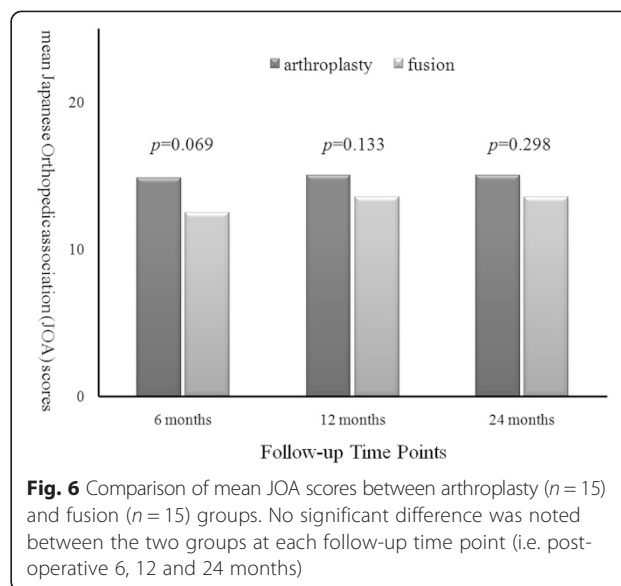 mean Japanese Orthopedic association (JOA) scores
arthroplasty fusion
20
p=0.069 p=0.133 p=0.298
10
0
6 months 12 months 24 months
Follow-up Time Points
Fig. 6 Comparison of mean JOA scores between arthroplasty (n = 15)
and fusion (n = 15) groups. No significant difference was noted
between the two groups at each follow-up time point (i.e. post-
operative 6, 12 and 24 months)